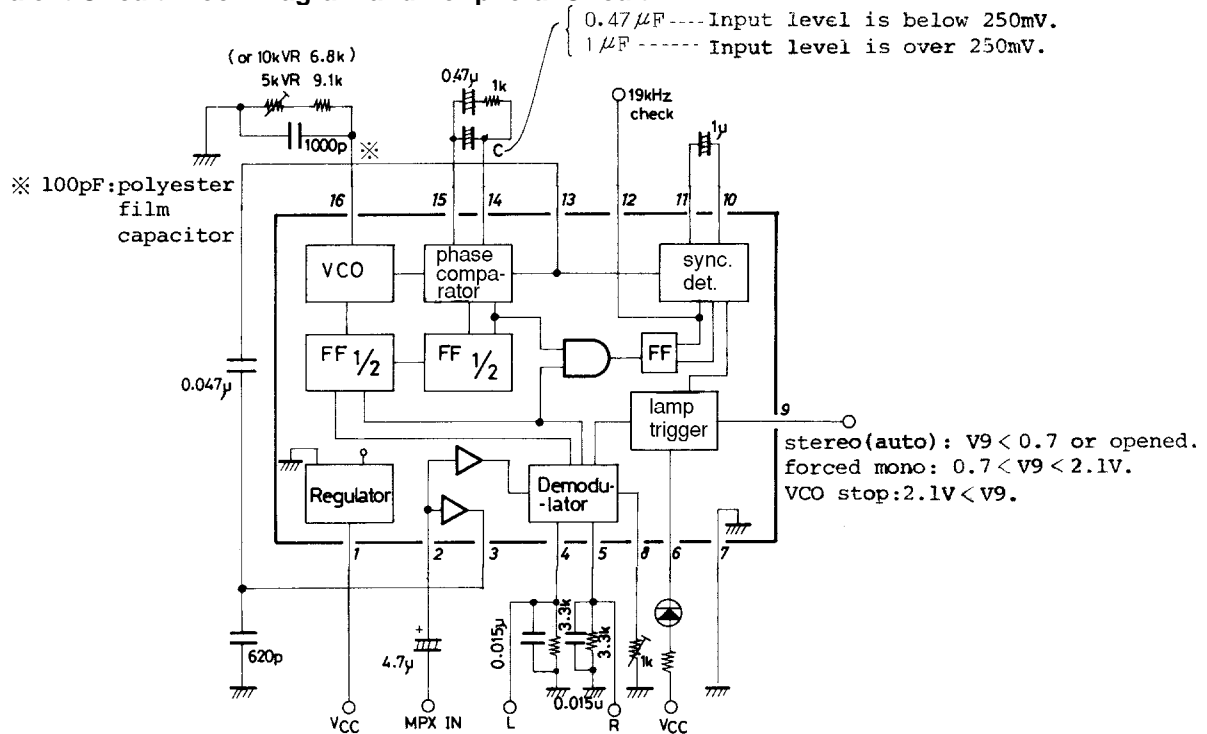 0.47μF---- Input level is below 250mV.
1μF ------ Input level is over 250mV.
(or 10kVR 6.8k)
5kVR 9.1k
1000p
※
0.47μ
1k
C
19kHz
check
1μ
※ 100pF:polyester
film
capacitor
16
15
14
13
12
11
10
VCO
phase
compa-
rator
sync.
det.
FF 1/2
FF 1/2
FF
0.047μ
lamp
trigger
9
stereo(auto): V9<0.7 or opened.
forced mono: 0.7<V9<2.1V.
VCO stop:2.1V<V9.
Regulator
Demodu-
-lator
1
2
3
4
5
8
6
7
620p
+
4.7μ
0.015μ
3.3k
3.3k
0.015u
1k
VCC
MPX IN
L
R
VCC